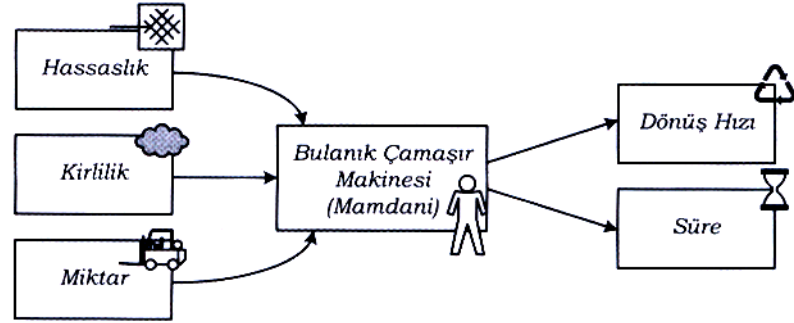 Hassaslık
Kirlilik
Miktar
Bulanık Çamaşır
Makinesi
(Mamdani)
Dönüş Hızı
Süre